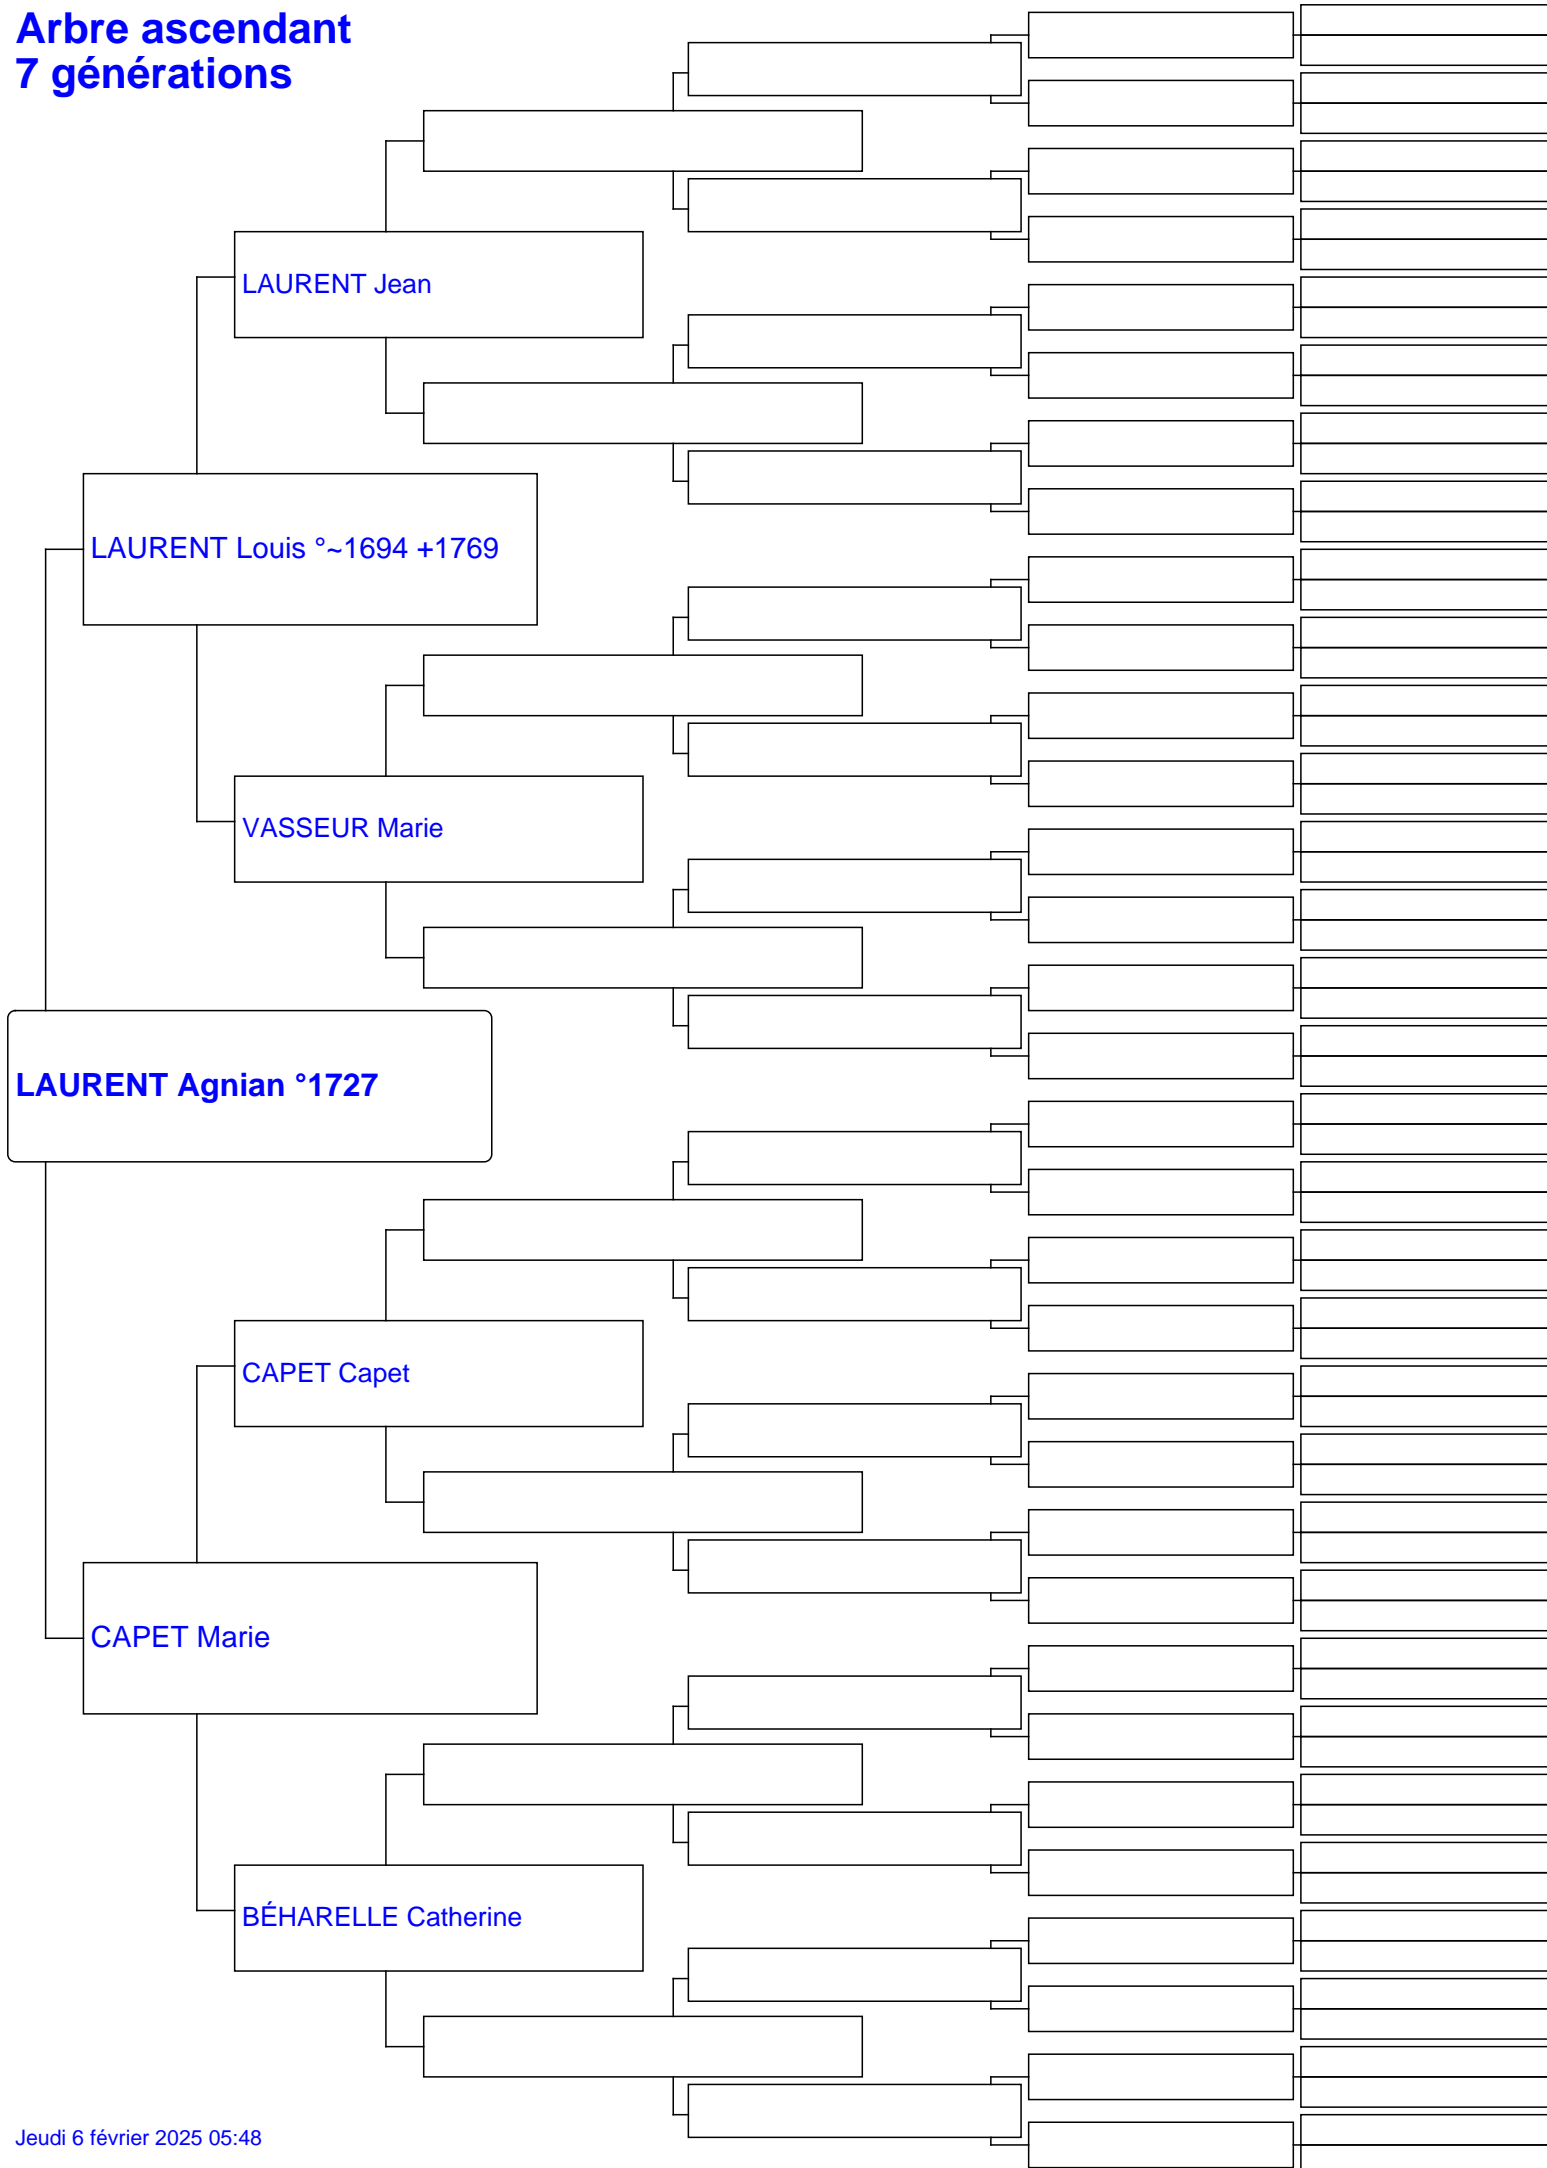 Arbre ascendant
7 générations
LAURENT Jean
LAURENT Louis °~1694 +1769
VASSEUR Marie
LAURENT Agnian °1727
CAPET Capet
CAPET Marie
BÉHARELLE Catherine
Jeudi 6 février 2025 05:48